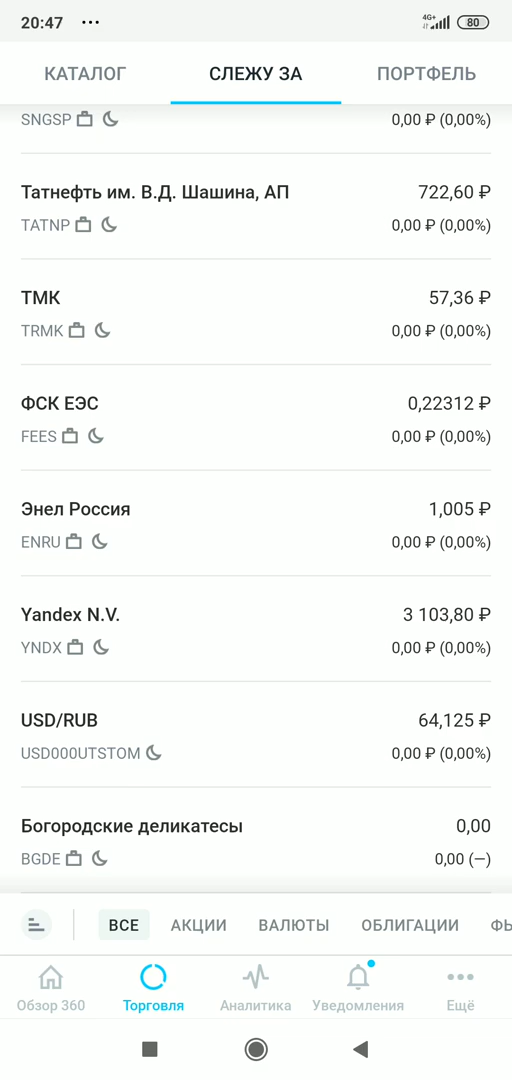 20:47 ... 4G+ 80
КАТАЛОГ СЛЕЖУ ЗА ПОРТФЕЛЬ
SNGSP 0,00 ₽ (0,00%)
Татнефть им. В.Д. Шашина, АП 722,60 ₽
TATNP 0,00 ₽ (0,00%)
ТМК 57,36 ₽
TRMK 0,00 ₽ (0,00%)
ФСК ЕЭС 0,22312 ₽
FEES 0,00 ₽ (0,00%)
Энел Россия 1,005 ₽
ENRU 0,00 ₽ (0,00%)
Yandex N.V. 3 103,80 ₽
YNDX 0,00 ₽ (0,00%)
USD/RUB 64,125 ₽
USD000UTSTOM 0,00 ₽ (0,00%)
Богородские деликатесы 0,00
BGDE 0,00 (—)
ВСЕ АКЦИИ ВАЛЮТЫ ОБЛИГАЦИИ ФЬ
Обзор 360 Торговля Аналитика Уведомления Ещё